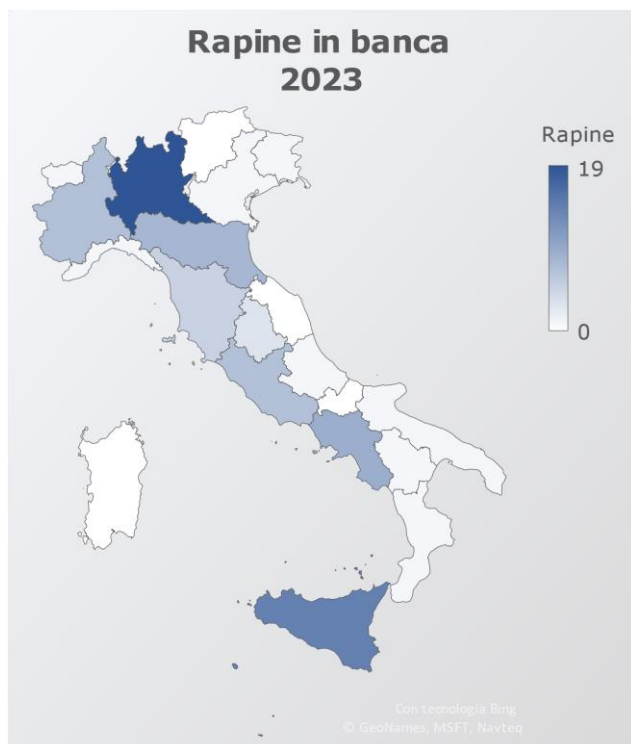 Rapine in banca
2023
Rapine
19
0
Con tecnologia Bing
© GeoNames, MSFT, Navteq